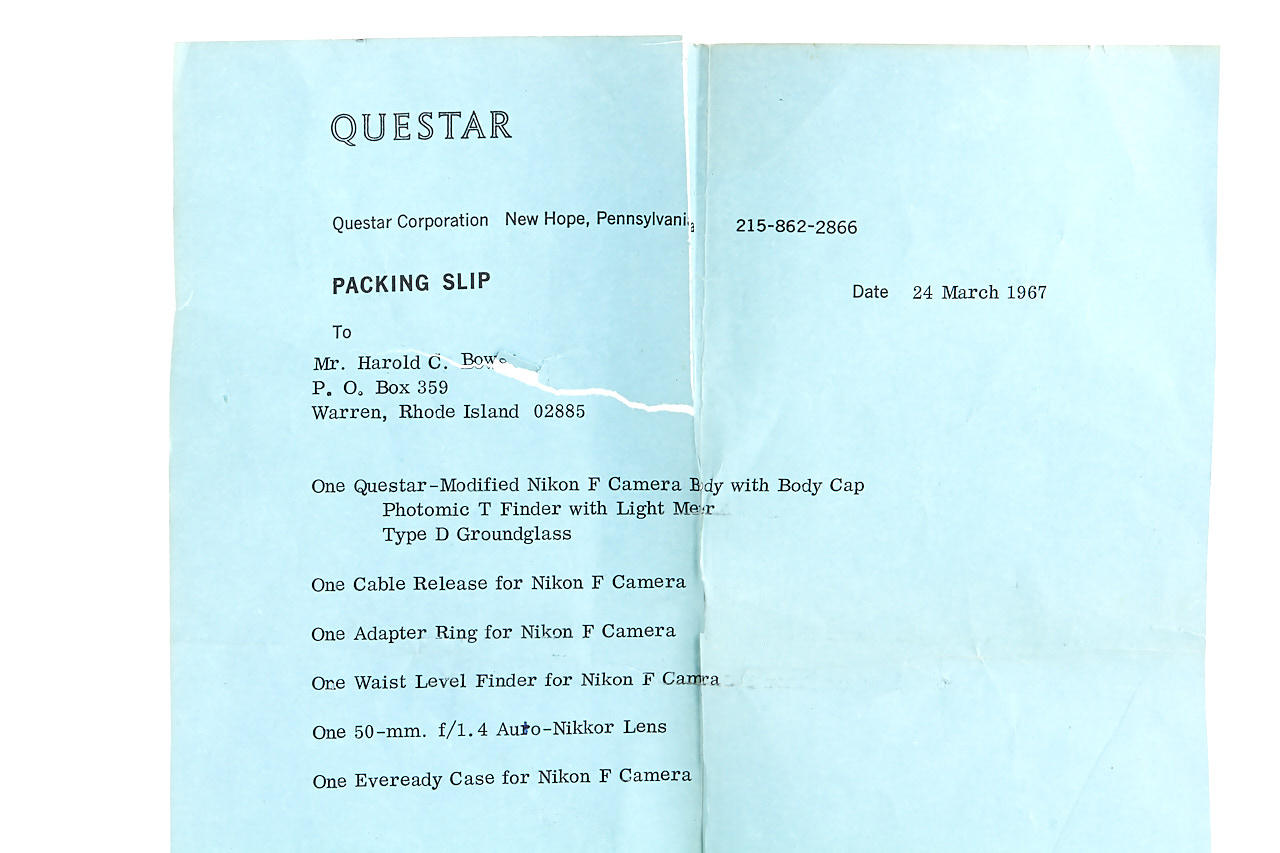 QUESTAR
Questar Corporation New Hope, Pennsylvania 215-862-2866
PACKING SLIP
Date 24 March 1967
To
Mr. Harold C.
P. O. Box 359
Warren, Rhode Island 02885
One Questar-Modified Nikon F Camera Body with Body Cap
Photomic T Finder with Light Meter
Type D Groundglass
One Cable Release for Nikon F Camera
One Adapter Ring for Nikon F Camera
One Waist Level Finder for Nikon F Camera
One 50-mm. f/1.4 Auto-Nikkor Lens
One Eveready Case for Nikon F Camera